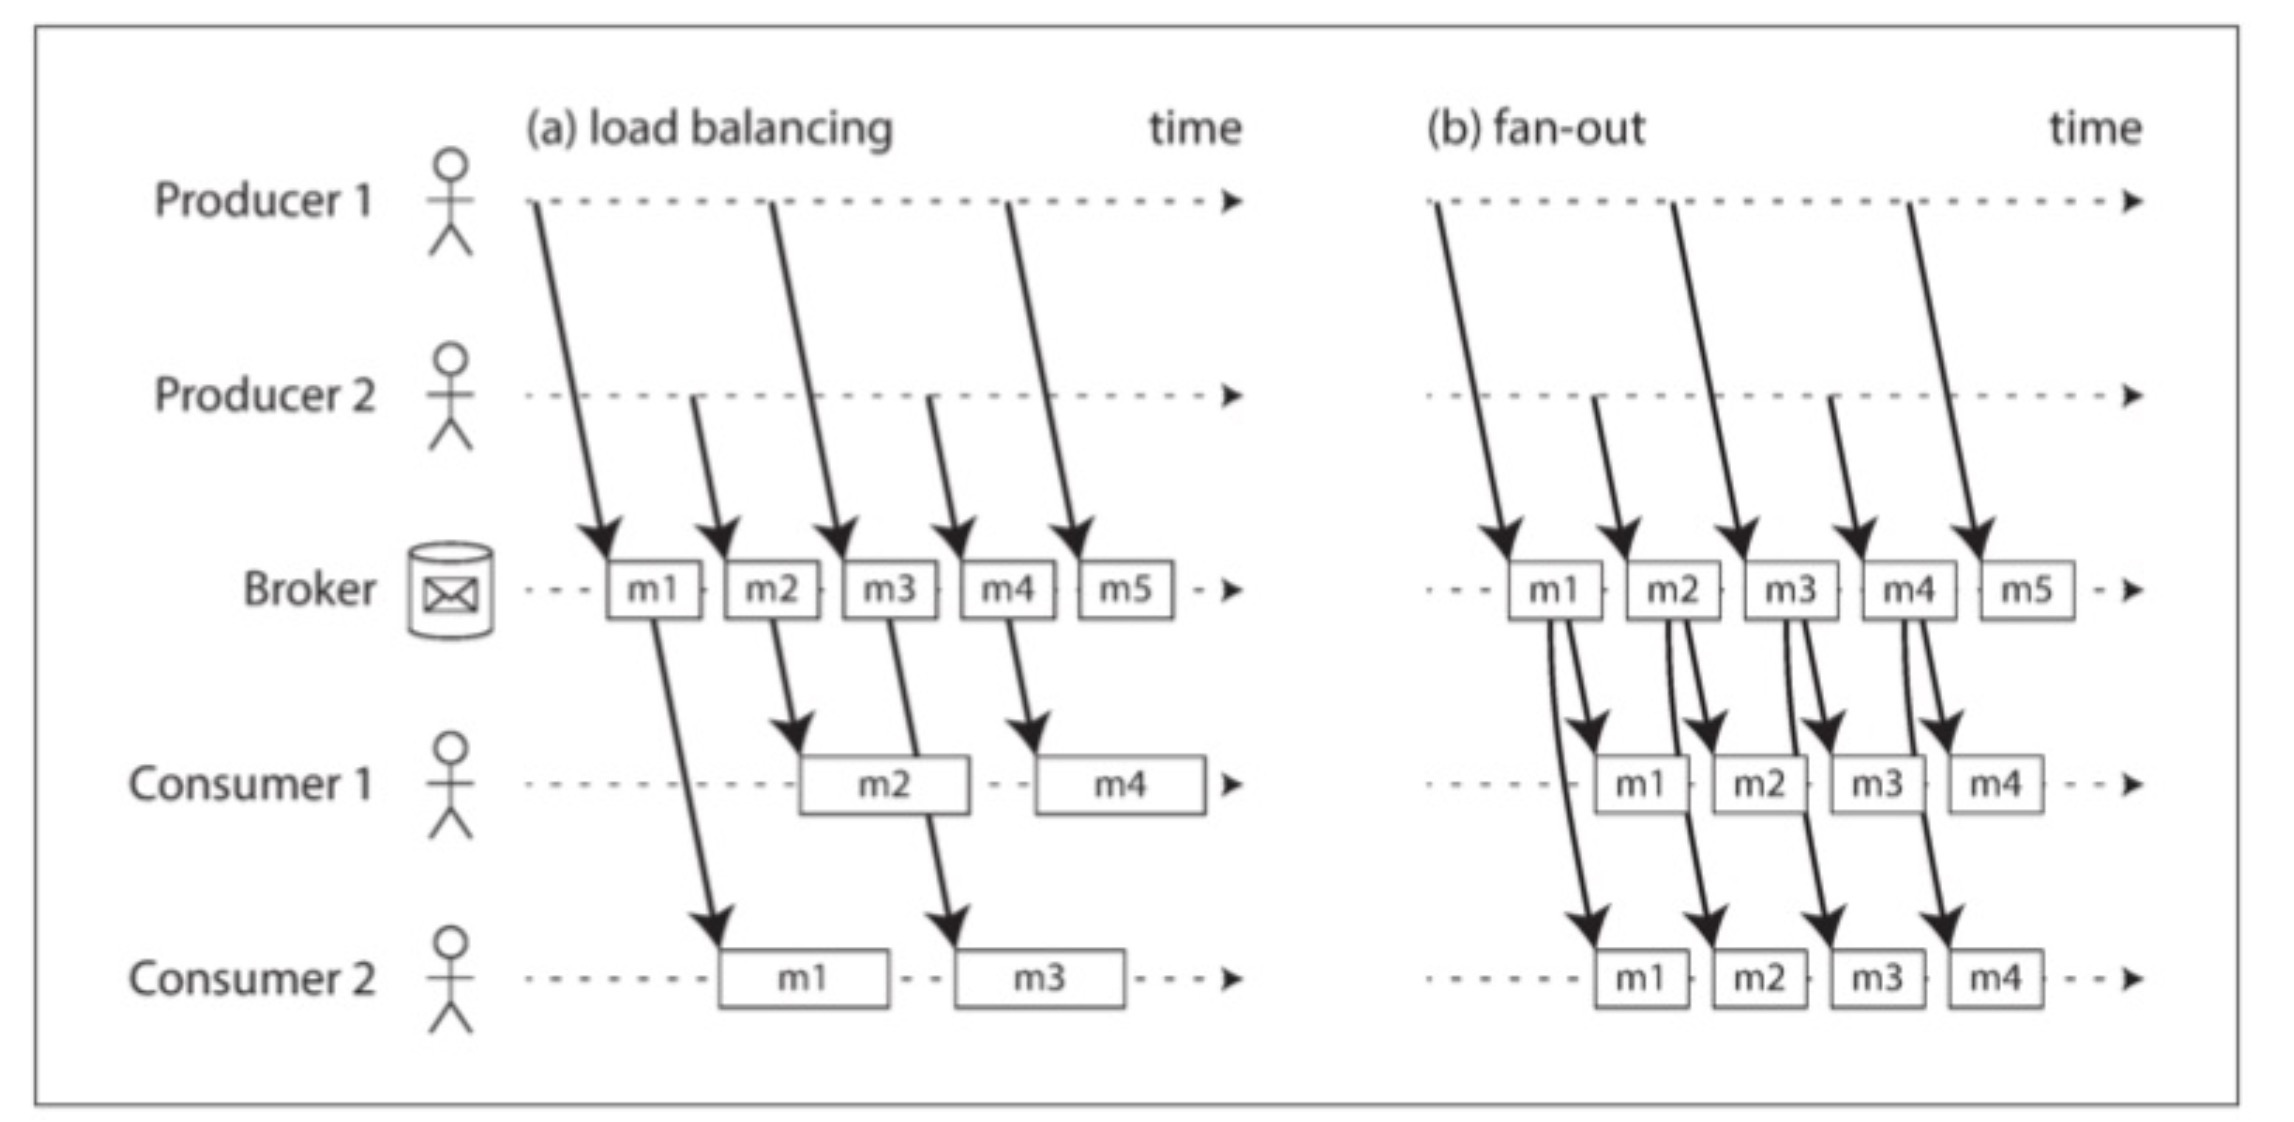 (a) load balancing time (b) fan-out time
Producer 1
Producer 2
Broker m1 m2 m3 m4 m5 m1 m2 m3 m4 m5
Consumer 1 m2 m4 m1 m2 m3 m4
Consumer 2 m1 m3 m1 m2 m3 m4